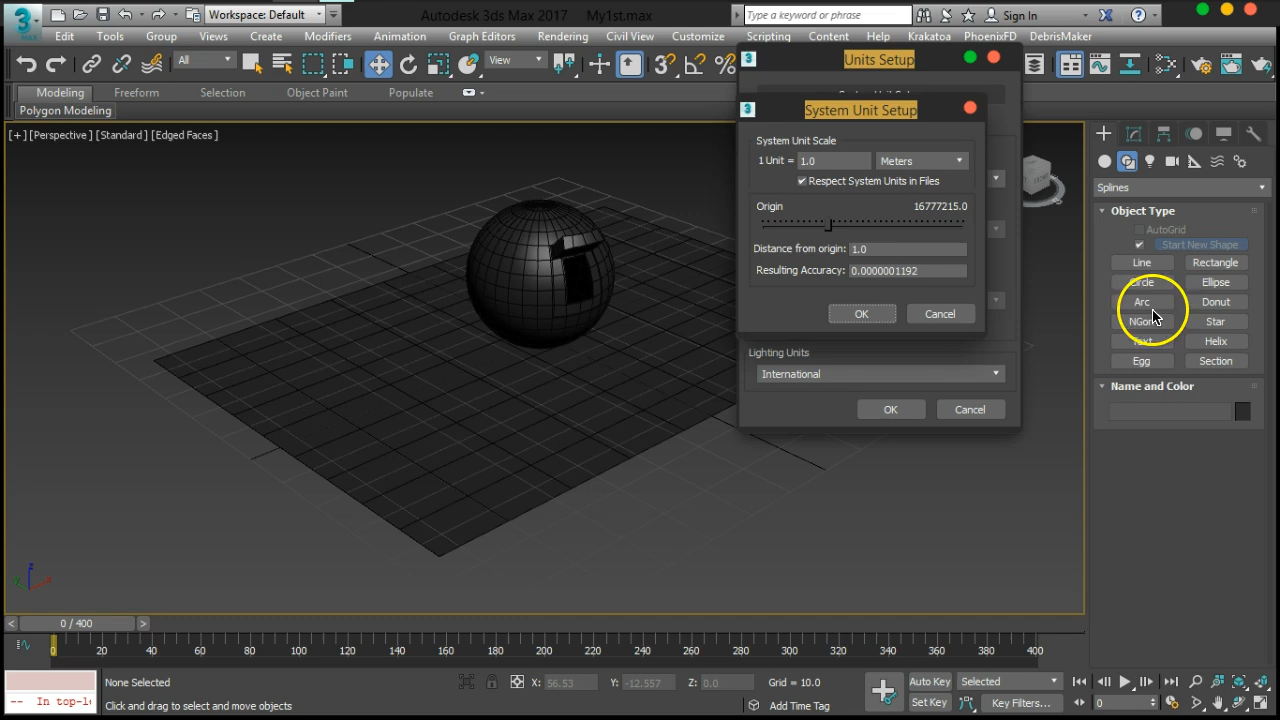 Workspace: Default
Autodesk 3ds Max 2017 My1st.max
Type a keyword or phrase
Sign In
MAX
Edit Tools Group Views Create Modifiers Animation Graph Editors Rendering Civil View Customize Scripting Content Help Krakatoa PhoenixFD DebrisMaker
All
View
Modeling Freeform Selection Object Paint Populate
Polygon Modeling
[+] [Perspective] [Standard] [Edged Faces]
Units Setup
System Unit Setup
System Unit Scale
1 Unit = 1.0 Meters
Respect System Units in Files
Origin 16777215.0
Distance from origin: 1.0
Resulting Accuracy: 0.0000001192
OK Cancel
Lighting Units
International
OK Cancel
FRONT
Splines
Object Type
AutoGrid
Start New Shape
Line Rectangle
Circle Ellipse
Arc Donut
NGon Star
Text Helix
Egg Section
Name and Color
z
x
y
< 0 / 400 >
0 20 40 60 80 100 120 140 160 180 200 220 240 260 280 300 320 340 360 380 400
None Selected
X: 56.53 Y: -12.557 Z: 0.0 Grid = 10.0
Auto Key Selected
-- In top-le
Click and drag to select and move objects
Add Time Tag
Set Key Key Filters...
0